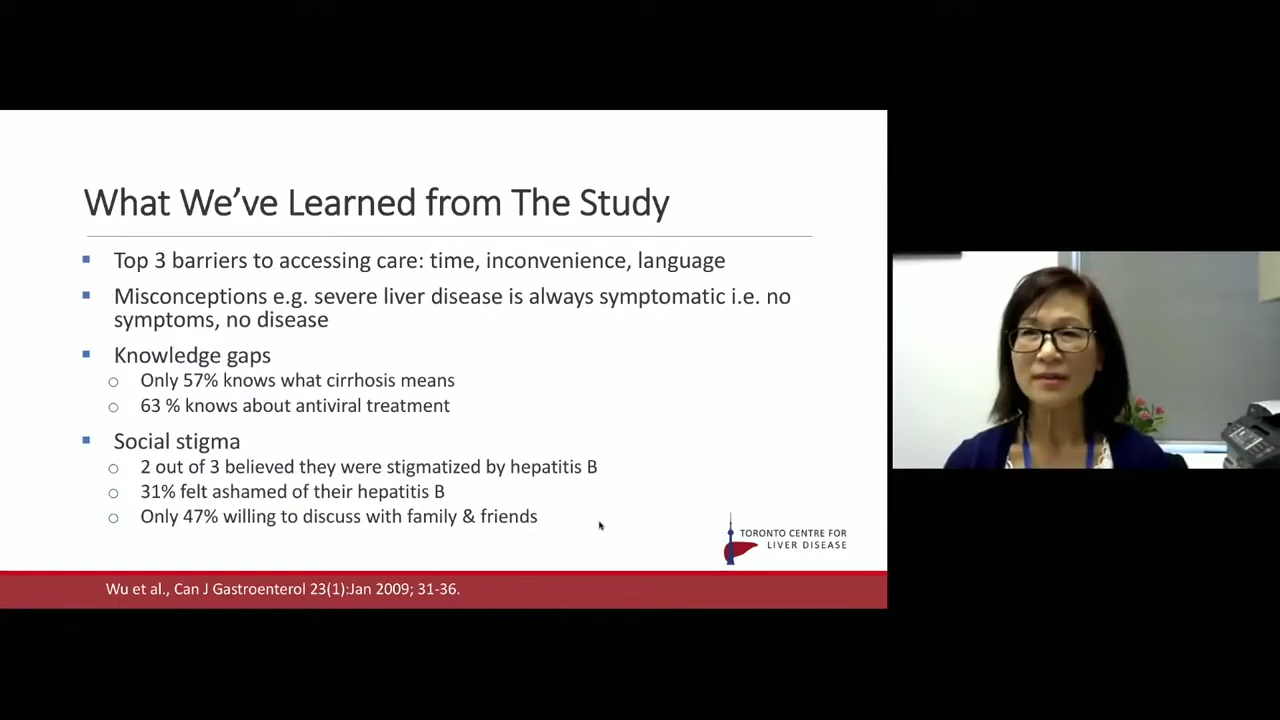 What We’ve Learned from The Study
▪ Top 3 barriers to accessing care: time, inconvenience, language
▪ Misconceptions e.g. severe liver disease is always symptomatic i.e. no
symptoms, no disease
▪ Knowledge gaps
o Only 57% knows what cirrhosis means
o 63 % knows about antiviral treatment
▪ Social stigma
o 2 out of 3 believed they were stigmatized by hepatitis B
o 31% felt ashamed of their hepatitis B
o Only 47% willing to discuss with family & friends
TORONTO CENTRE FOR
LIVER DISEASE
Wu et al., Can J Gastroenterol 23(1):Jan 2009; 31-36.